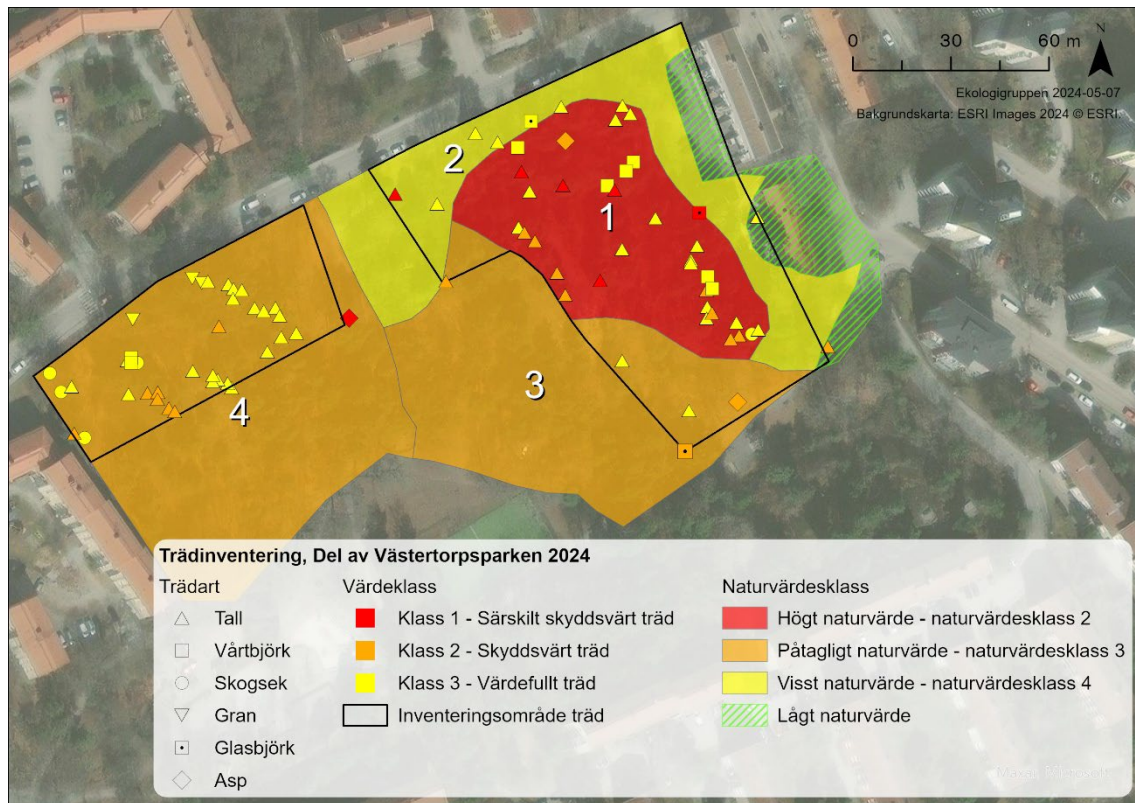 N
0 30 60 m
Ekologigruppen 2024-05-07
Bakgrundskarta: ESRI Images 2024 © ESRI.
2
1
3
4
Trädinventering, Del av Västertorpsparken 2024
Trädart
Tall
Vårtbjörk
Skogsek
Gran
Glasbjörk
Asp
Värdeklass
Klass 1 - Särskilt skyddsvärt träd
Klass 2 - Skyddsvärt träd
Klass 3 - Värdefullt träd
Inventeringsområde träd
Naturvärdesklass
Högt naturvärde - naturvärdesklass 2
Påtagligt naturvärde - naturvärdesklass 3
Visst naturvärde - naturvärdesklass 4
Lågt naturvärde